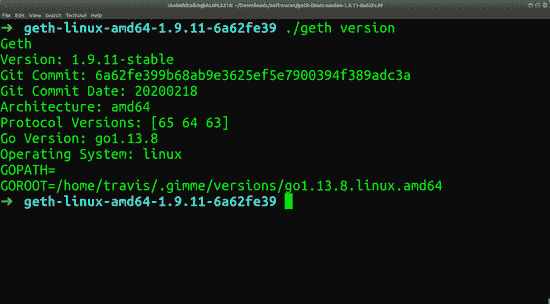 File Edit View Search Terminal Help
➜ geth-linux-amd64-1.9.11-6a62fe39 ./geth version
Geth
Version: 1.9.11-stable
Git Commit: 6a62fe399b68ab9e3625ef5e7900394f389adc3a
Git Commit Date: 20200218
Architecture: amd64
Protocol Versions: [65 64 63]
Go Version: go1.13.8
Operating System: linux
GOPATH=
GOROOT=/home/travis/.gimme/versions/go1.13.8.linux.amd64
➜ geth-linux-amd64-1.9.11-6a62fe39